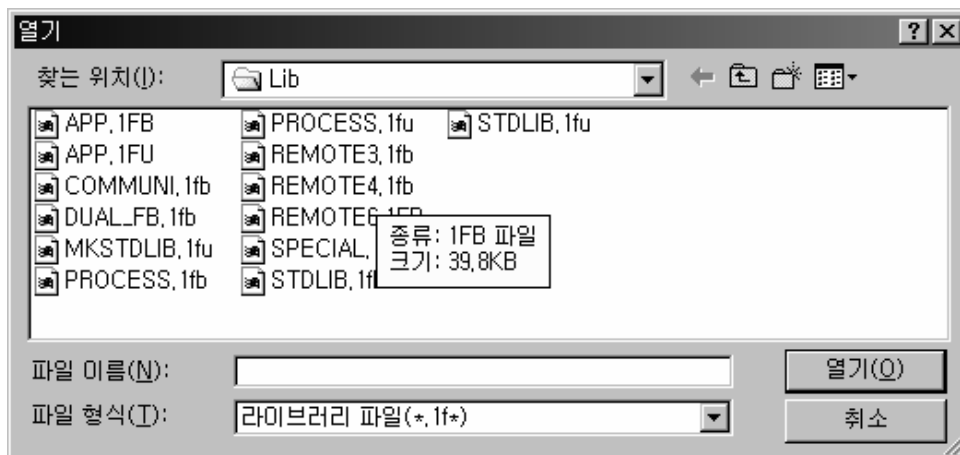 열기
찾는 위치(I):
Lib
APP.1FB
APP.1FU
COMMUNI.1fb
DUAL_FB.1fb
MKSTDLIB.1fu
PROCESS.1fb
PROCESS.1fu
REMOTE3.1fb
REMOTE4.1fb
REMOTE6.1FB
SPECIAL.
STDLIB.1f
STDLIB.1fu
종류: 1FB 파일
크기: 39.8KB
파일 이름(N):
열기(O)
파일 형식(T):
라이브러리 파일(*.1f*)
취소